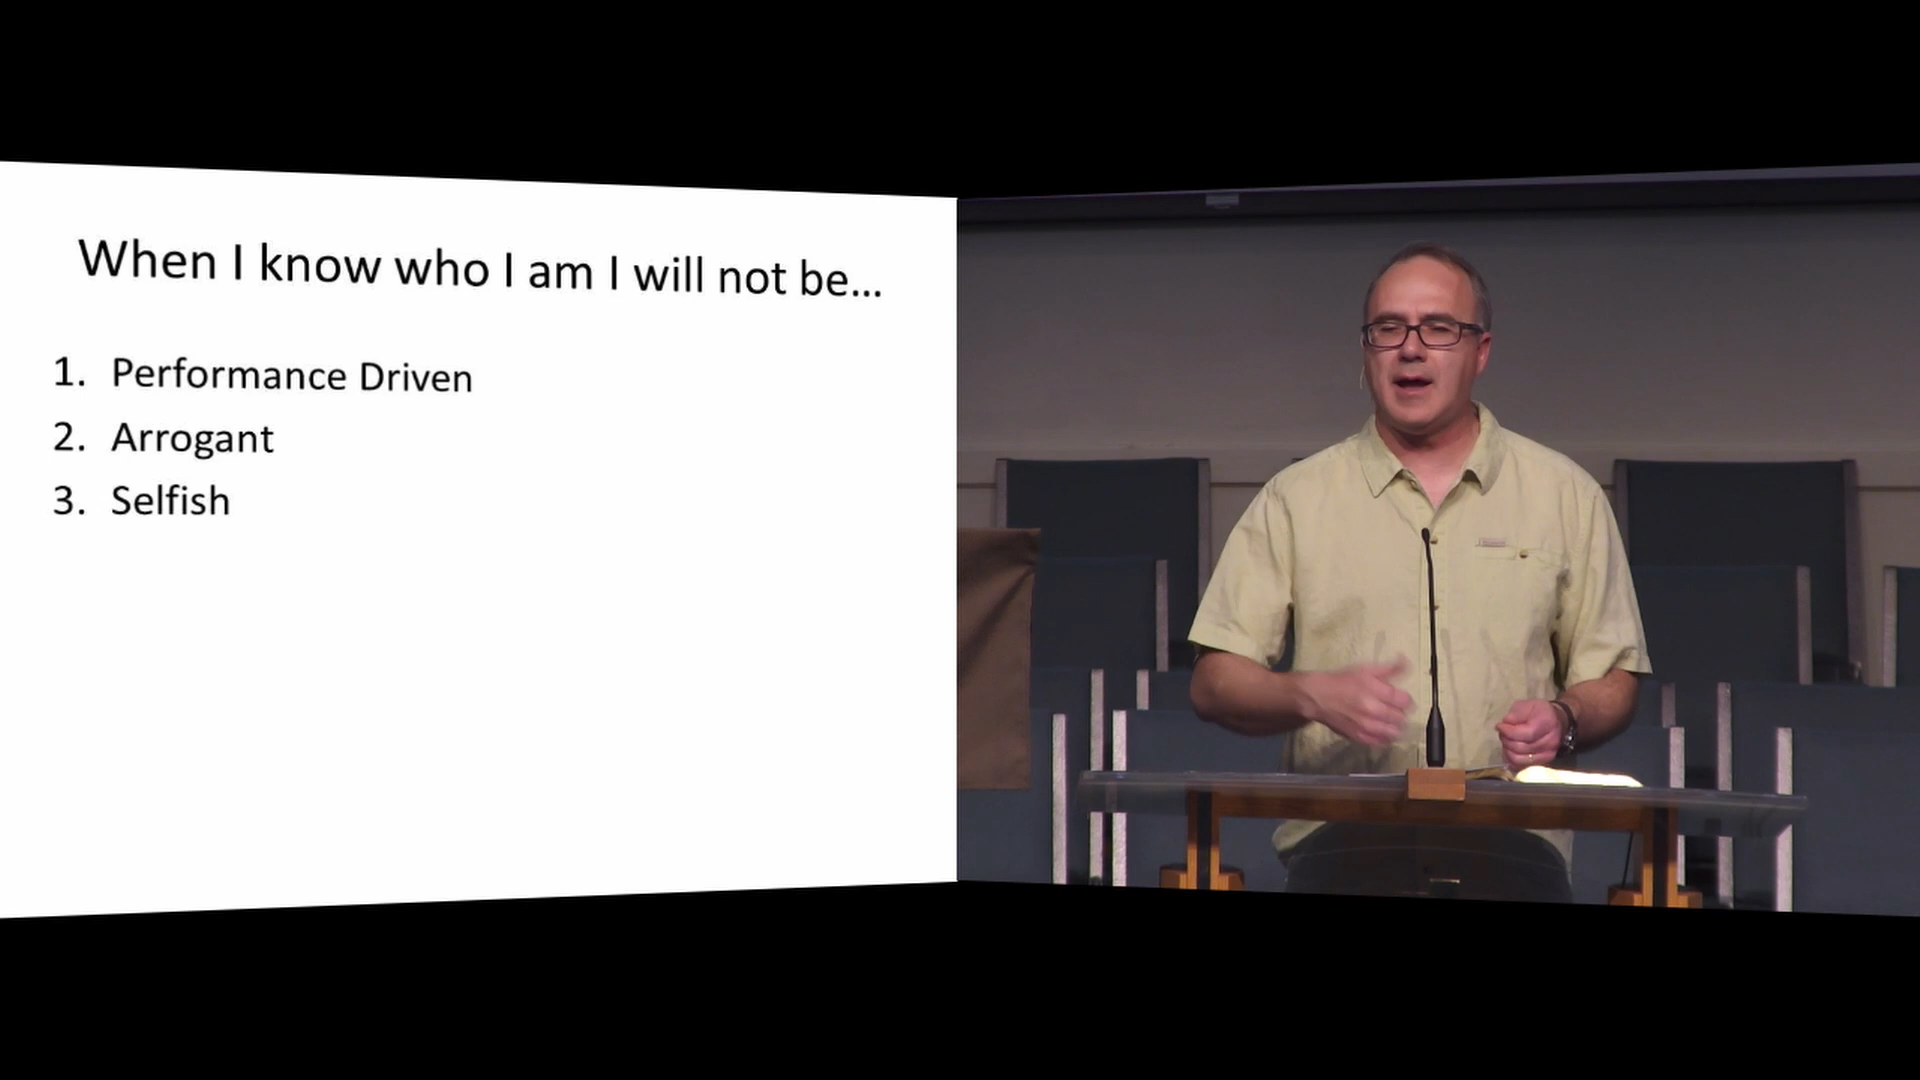 When I know who I am I will not be...
1. Performance Driven
2. Arrogant
3. Selfish